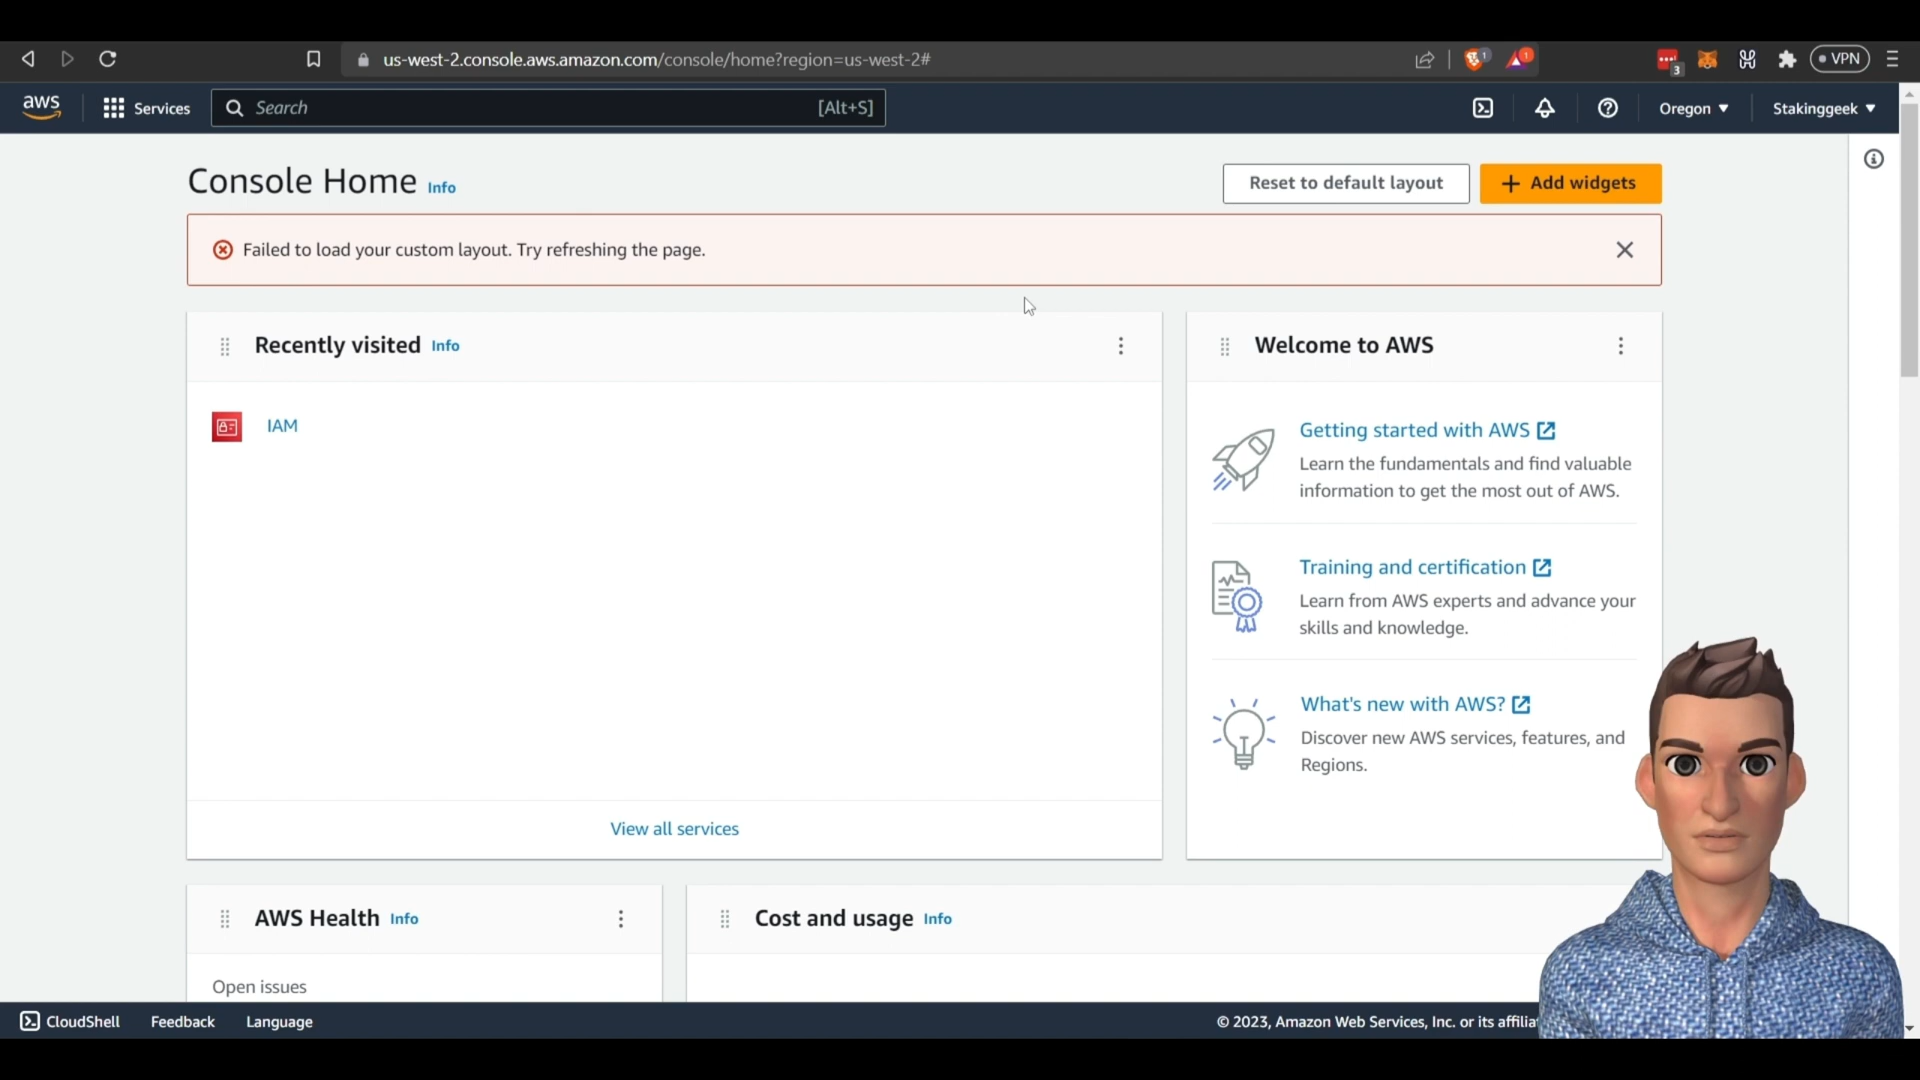 us-west-2.console.aws.amazon.com/console/home?region=us-west-2#
1
1
3
VPN
aws
Services
Search
[Alt+S]
Oregon
Stakinggeek
Console Home Info
Reset to default layout
+ Add widgets
Failed to load your custom layout. Try refreshing the page.
Recently visited Info
IAM
View all services
Welcome to AWS
Getting started with AWS
Learn the fundamentals and find valuable
information to get the most out of AWS.
Training and certification
Learn from AWS experts and advance your
skills and knowledge.
What's new with AWS?
Discover new AWS services, features, and
Regions.
AWS Health Info
Open issues
Cost and usage Info
CloudShell
Feedback
Language
© 2023, Amazon Web Services, Inc. or its